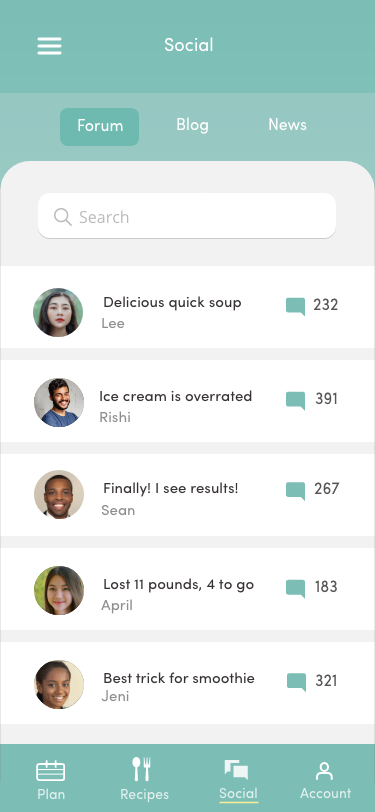 Social
Forum Blog News
Search
Delicious quick soup 232
Lee
Ice cream is overrated 391
Rishi
Finally! I see results! 267
Sean
Lost 11 pounds, 4 to go 183
April
Best trick for smoothie 321
Jeni
Plan Recipes Social Account